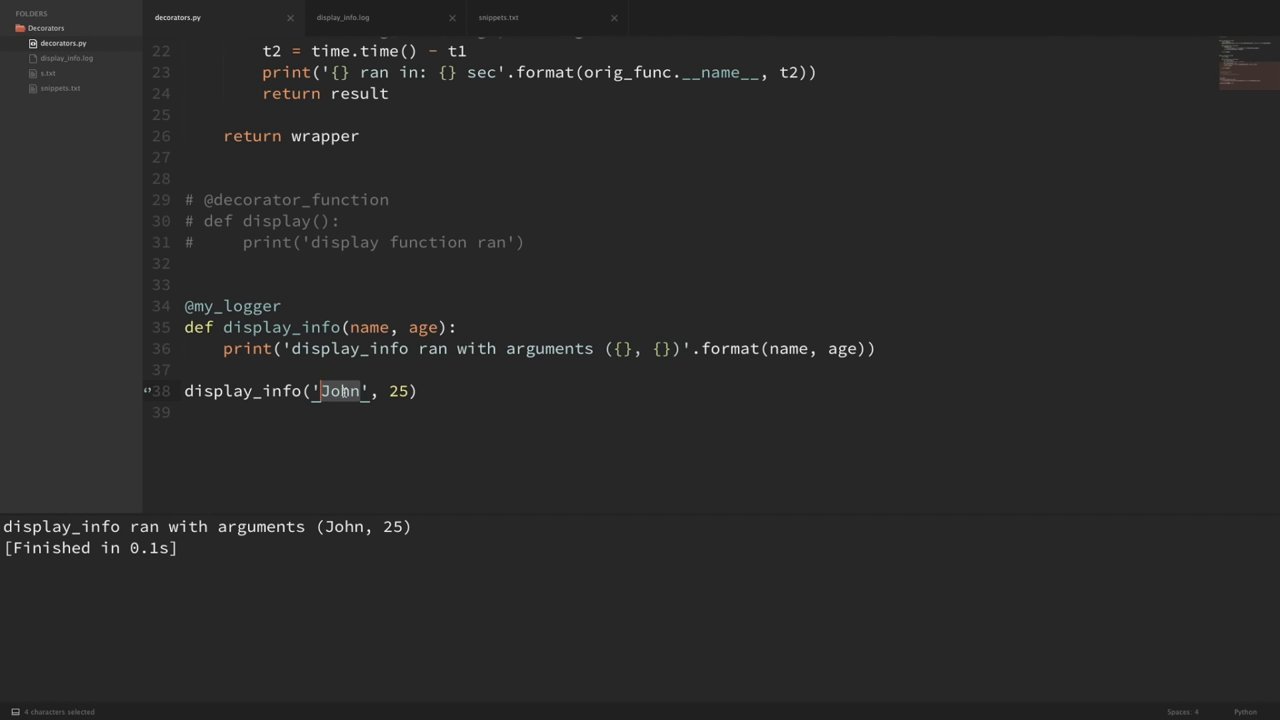 FOLDERS
Decorators
decorators.py
display_info.log
s.txt
snippets.txt
decorators.py
display_info.log
snippets.txt
22         t2 = time.time() - t1
23         print('{} ran in: {} sec'.format(orig_func.__name__, t2))
24         return result
25
26     return wrapper
27
28
29 # @decorator_function
30 # def display():
31 #     print('display function ran')
32
33
34 @my_logger
35 def display_info(name, age):
36     print('display_info ran with arguments ({}, {})'.format(name, age))
37
38 display_info('John', 25)
39
display_info ran with arguments (John, 25)
[Finished in 0.1s]
4 characters selected
Spaces: 4
Python